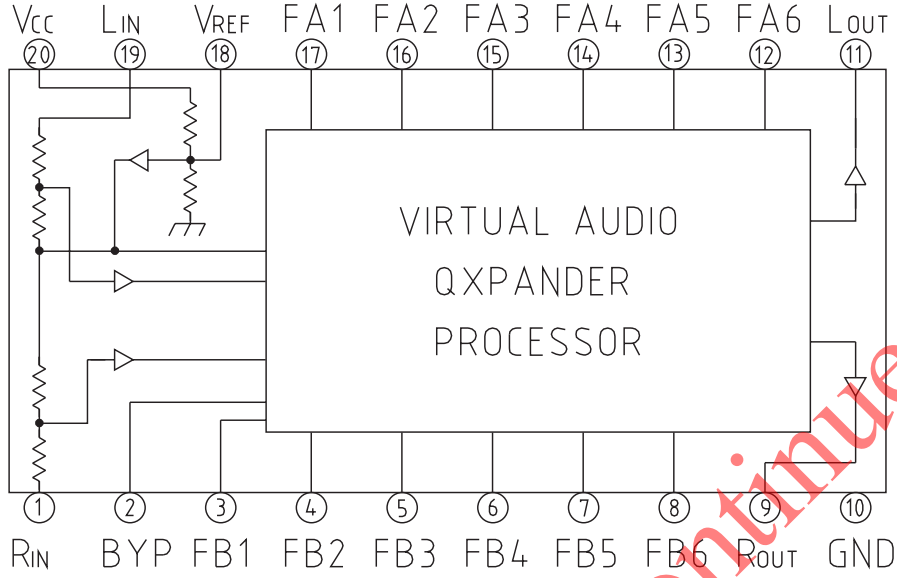 VCC LIN VREF FA1 FA2 FA3 FA4 FA5 FA6 LOUT
20 19 18 17 16 15 14 13 12 11
VIRTUAL AUDIO
QXPANDER
PROCESSOR
1 2 3 4 5 6 7 8 9 10
RIN BYP FB1 FB2 FB3 FB4 FB5 FB6 ROUT GND
ontinue